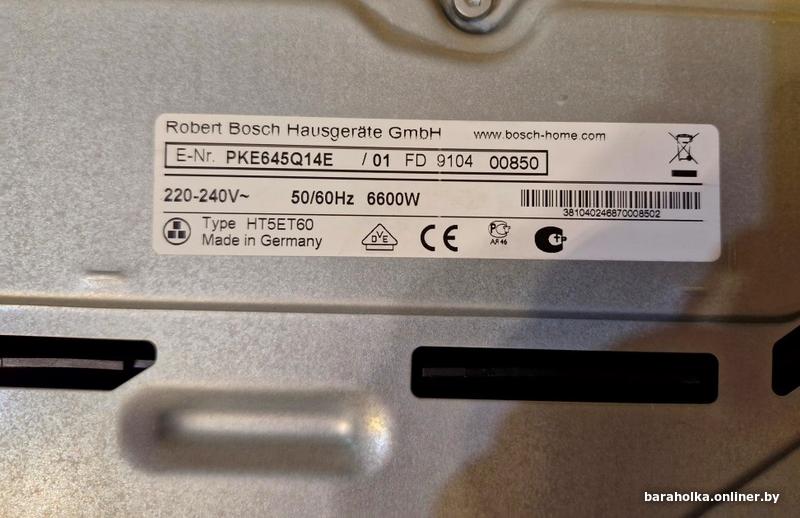 Robert Bosch Hausgeräte GmbH www.bosch-home.com
E-Nr. PKE645Q14E / 01 FD 9104 00850
220-240V~ 50/60Hz 6600W
381040246870008502
Type HT5ET60
Made in Germany
DVE
CE
АЯ46
baraholka.onliner.by